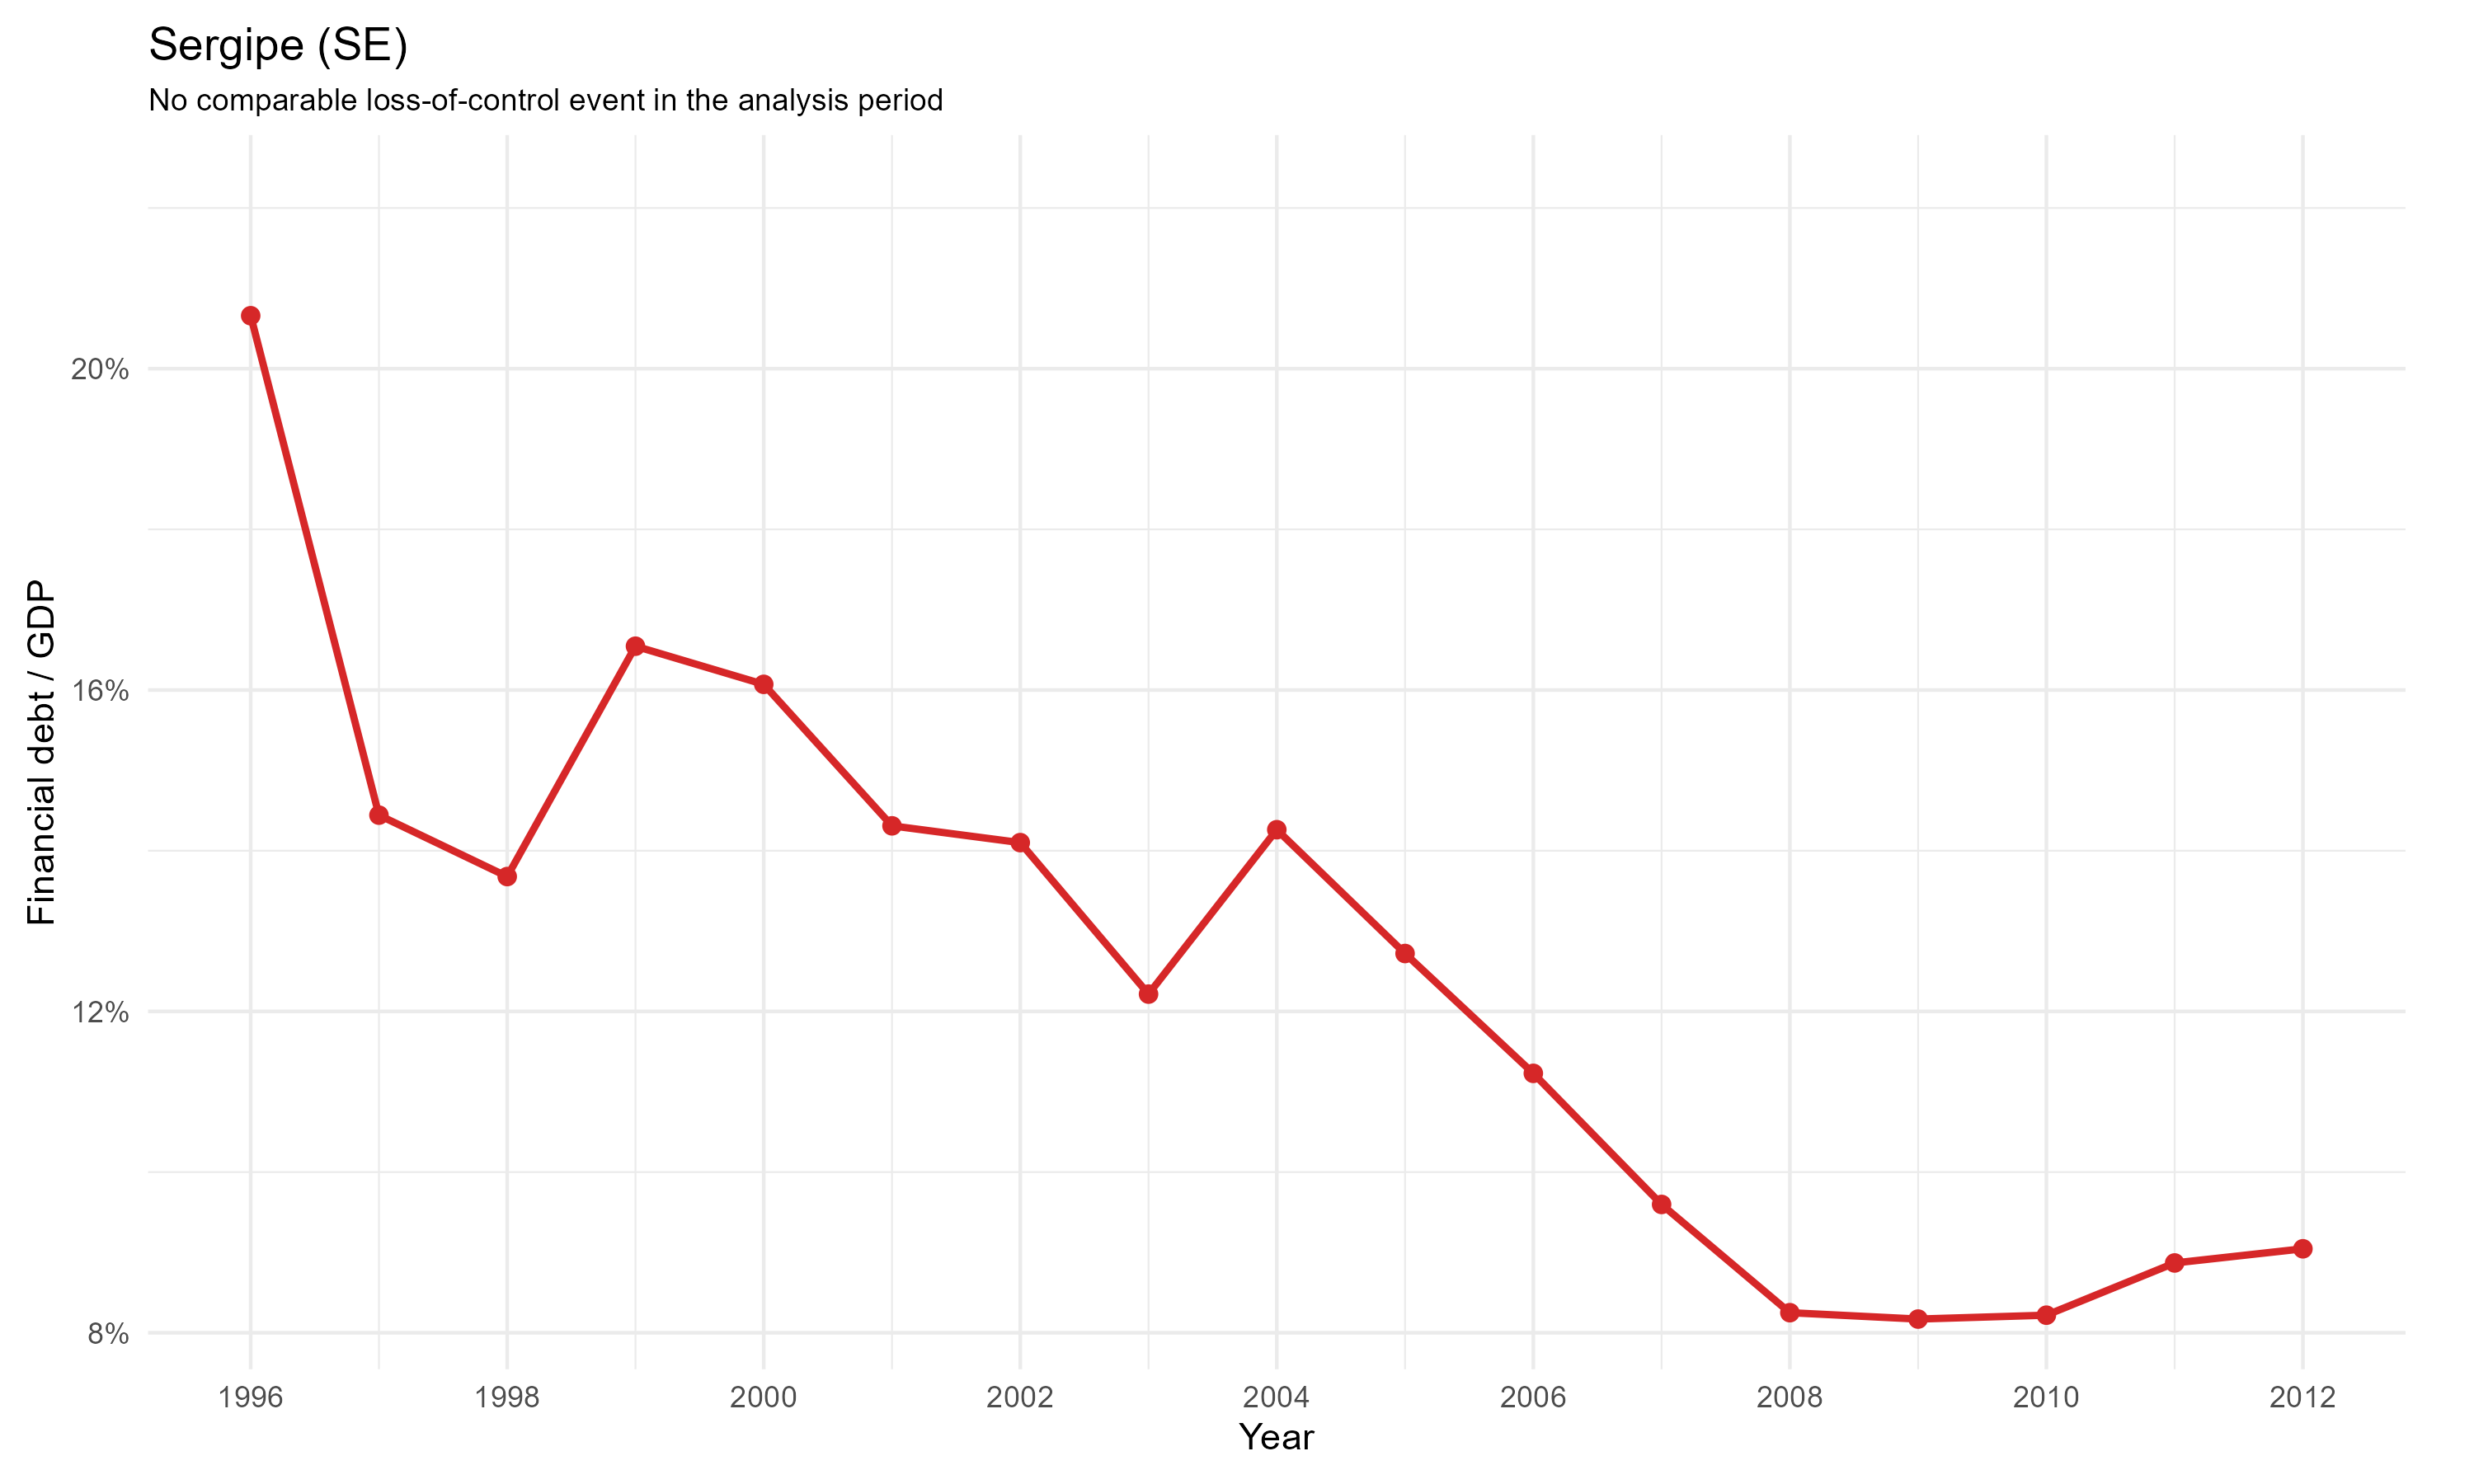 Sergipe (SE)
No comparable loss-of-control event in the analysis period
Financial debt / GDP
20%
16%
12%
8%
1996 1998 2000 2002 2004 2006 2008 2010 2012
Year